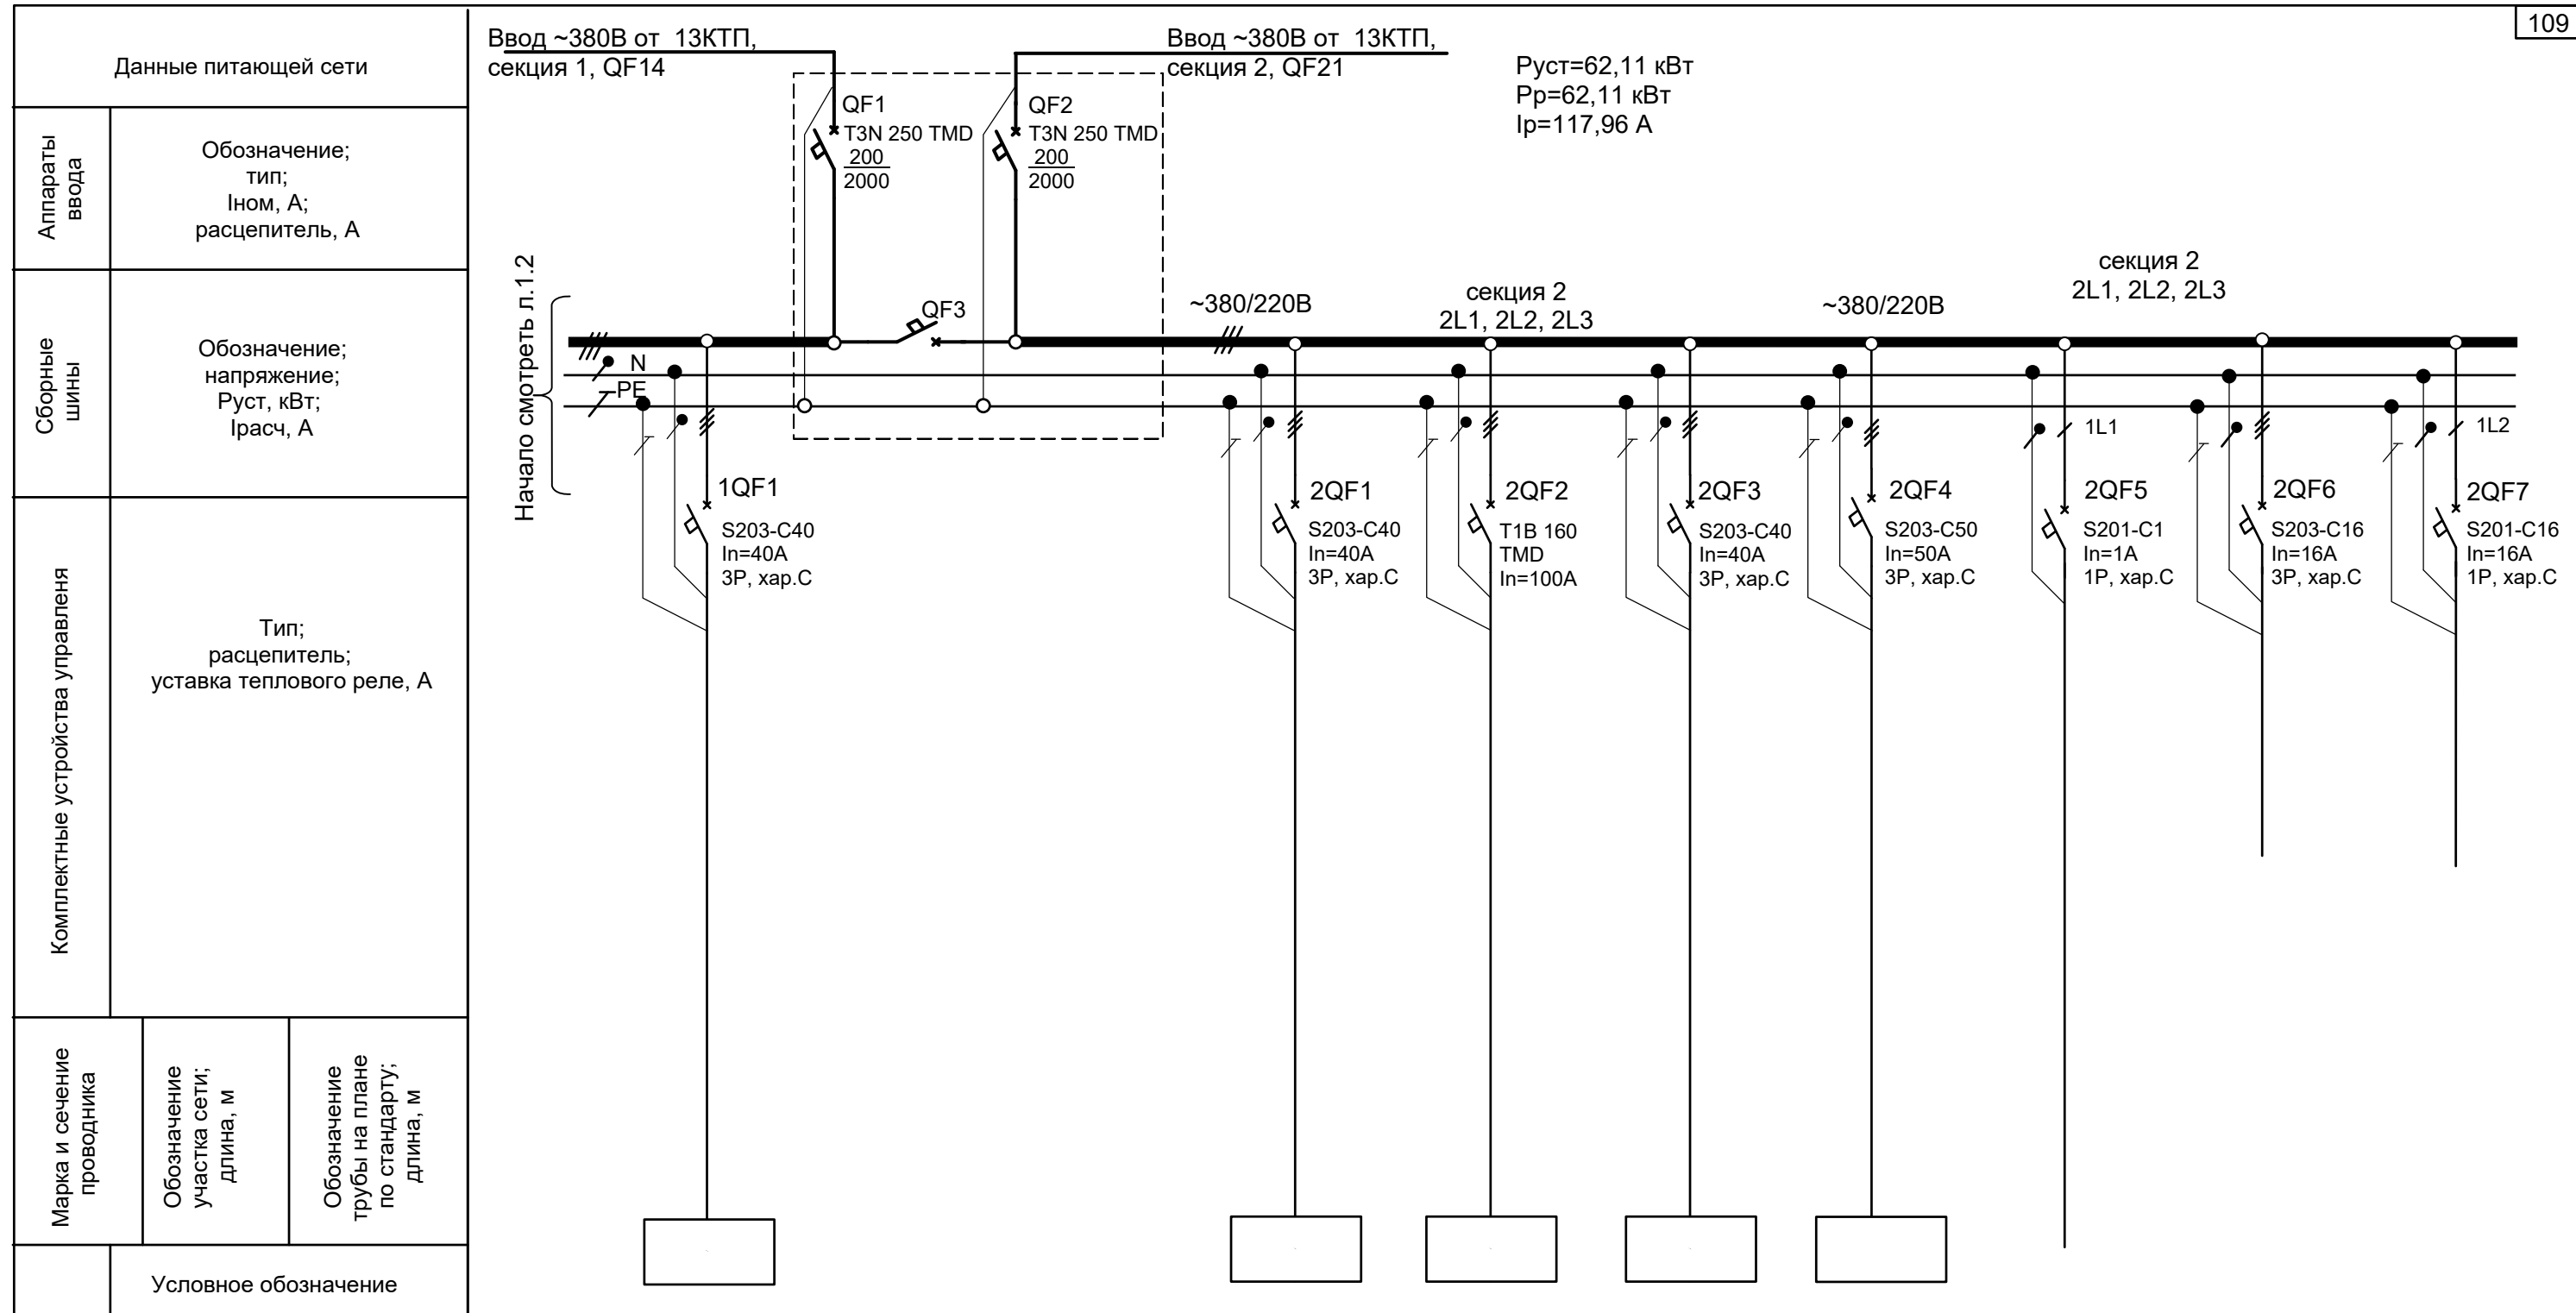 109
Данные питающей сети
Аппараты
ввода
Обозначение;
тип;
Iном, А;
расцепитель, А
Сборные
шины
Обозначение;
напряжение;
Руст, кВт;
Iрасч, А
Комплектные устройства управленя
Тип;
расцепитель;
уставка теплового реле, А
Марка и сечение
проводника
Обозначение
участка сети;
длина, м
Обозначение
трубы на плане
по стандарту;
длина, м
Условное обозначение
Ввод ~380В от 13КТП,
секция 1, QF14
Ввод ~380В от 13КТП,
секция 2, QF21
Руст=62,11 кВт
Рр=62,11 кВт
Iр=117,96 А
QF1
T3N 250 TMD
200
2000
QF2
T3N 250 TMD
200
2000
Начало смотреть л.1.2
QF3
N
PE
~380/220В
секция 2
2L1, 2L2, 2L3
~380/220В
секция 2
2L1, 2L2, 2L3
1L1
1L2
1QF1
S203-C40
In=40A
3P, хар.С
2QF1
S203-C40
In=40A
3P, хар.С
2QF2
T1B 160
TMD
In=100A
2QF3
S203-C40
In=40A
3P, хар.С
2QF4
S203-C50
In=50A
3P, хар.С
2QF5
S201-C1
In=1A
1P, хар.С
2QF6
S203-C16
In=16A
3P, хар.С
2QF7
S201-C16
In=16A
1P, хар.С